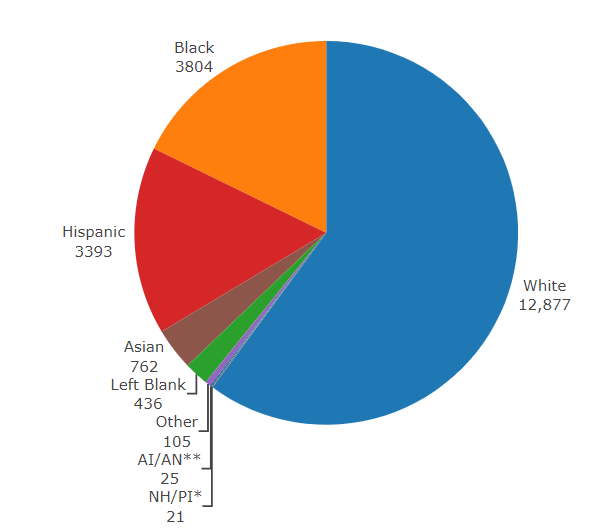 Black
3804
Hispanic
3393
White
12,877
Asian
762
Left Blank
436
Other
105
AI/AN**
25
NH/PI*
21